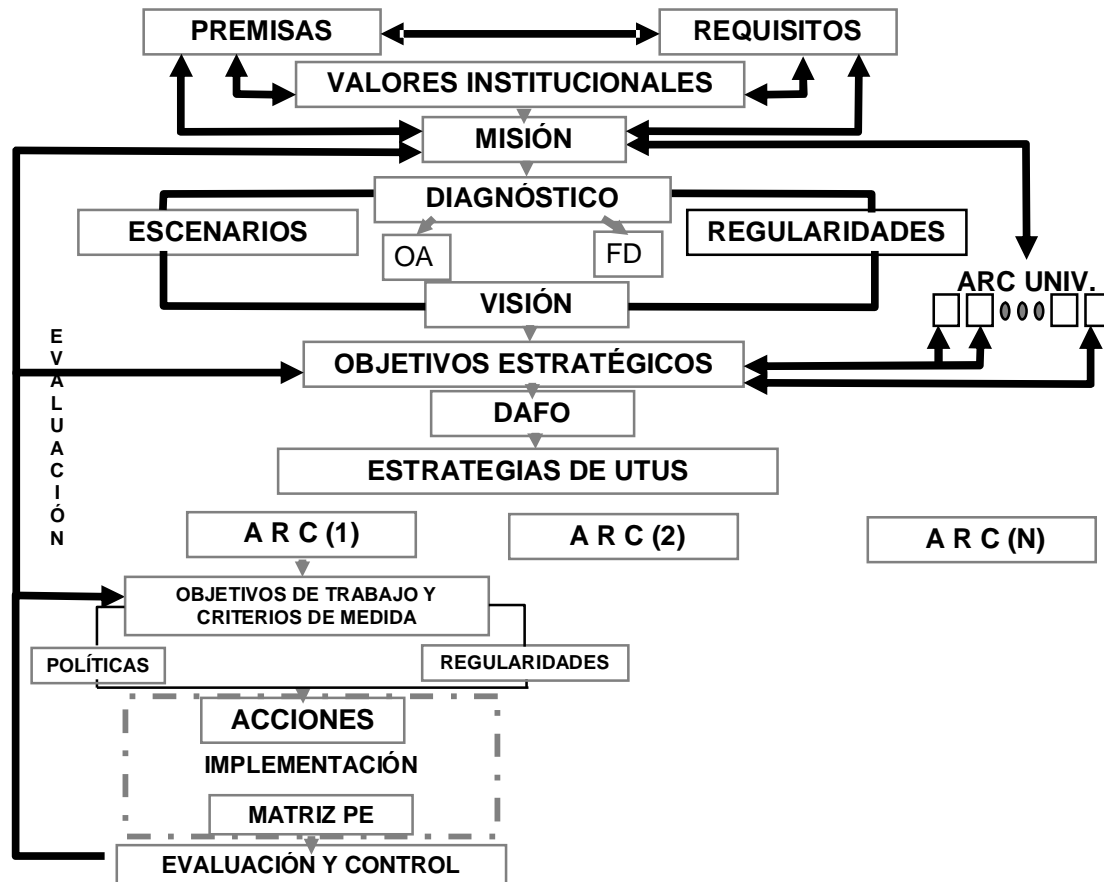 PREMISAS
REQUISITOS
VALORES INSTITUCIONALES
MISIÓN
DIAGNÓSTICO
ESCENARIOS
REGULARIDADES
OA
FD
ARC UNIV.
VISIÓN
EVALUACIÓN
OBJETIVOS ESTRATÉGICOS
DAFO
ESTRATEGIAS DE UTUS
A R C (1)
A R C (2)
A R C (N)
OBJETIVOS DE TRABAJO Y
CRITERIOS DE MEDIDA
POLÍTICAS
REGULARIDADES
ACCIONES
IMPLEMENTACIÓN
MATRIZ PE
EVALUACIÓN Y CONTROL